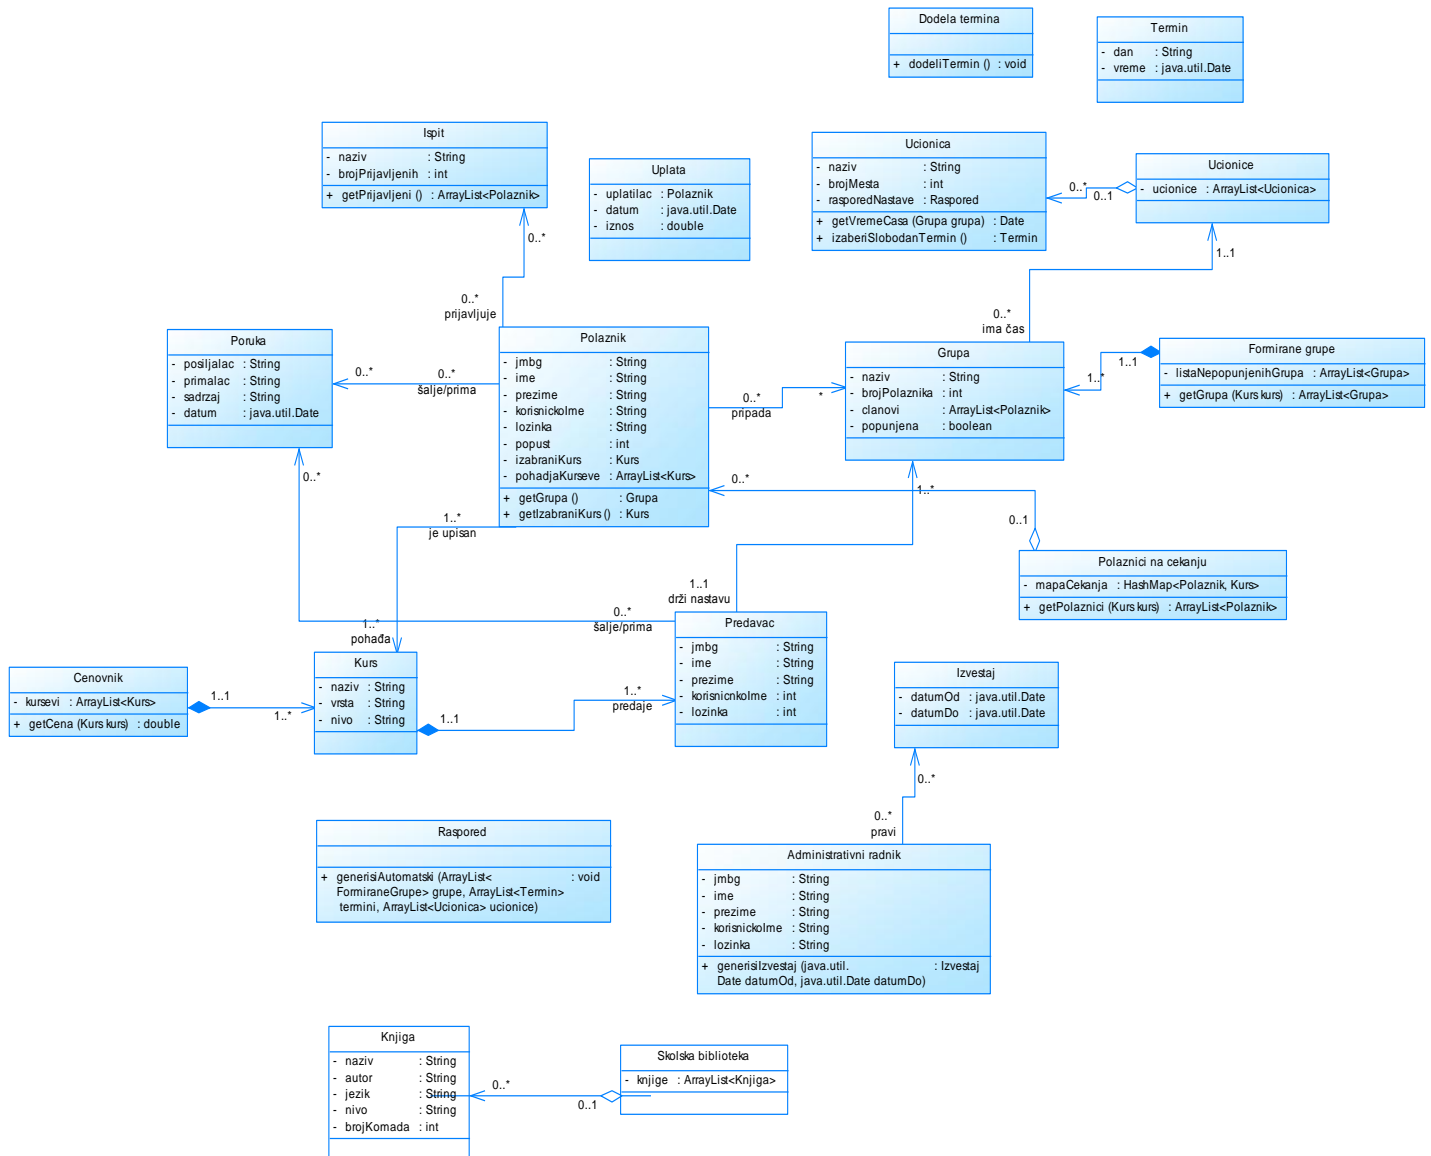 Dodela termina
+ dodeliTermin () : void
Termin
- dan : String
- vreme : java.util.Date
Ispit
- naziv : String
- brojPrijavljenih : int
+ getPrijavljeni () : ArrayList<Polaznik>
Uplata
- uplatilac : Polaznik
- datum : java.util.Date
- iznos : double
Ucionica
- naziv : String
- brojMesta : int
- rasporedNastave : Raspored
+ getVremeCasa (Grupa grupa) : Date
+ izaberiSlobodanTermin () : Termin
0..*
0..1
Ucionice
- ucionice : ArrayList<Ucionica>
0..*
1..1
0..*
prijavljuje
0..*
ima čas
Poruka
- posiljalac : String
- primalac : String
- sadrzaj : String
- datum : java.util.Date
0..*
0..*
šalje/prima
Polaznik
- jmbg : String
- ime : String
- prezime : String
- korisnickoIme : String
- lozinka : String
- popust : int
- izabraniKurs : Kurs
- pohadjaKurseve : ArrayList<Kurs>
+ getGrupa () : Grupa
+ getIzabraniKurs () : Kurs
0..*
pripada
*
Grupa
- naziv : String
- brojPolaznika : int
- clanovi : ArrayList<Polaznik>
- popunjena : boolean
1..1
1..*
Formirane grupe
- listaNepopunjenihGrupa : ArrayList<Grupa>
+ getGrupa (Kurs kurs) : ArrayList<Grupa>
0..*
0..*
1..*
0..1
1..*
je upisan
Polaznici na cekanju
- mapaCekanja : HashMap<Polaznik, Kurs>
+ getPolaznici (Kurs kurs) : ArrayList<Polaznik>
1..1
drži nastavu
1..*
pohađa
0..*
šalje/prima
Predavac
- jmbg : String
- ime : String
- prezime : String
- korisnicnkoIme : int
- lozinka : int
Cenovnik
- kursevi : ArrayList<Kurs>
+ getCena (Kurs kurs) : double
1..1
1..*
Kurs
- naziv : String
- vrsta : String
- nivo : String
1..1
1..*
predaje
Izvestaj
- datumOd : java.util.Date
- datumDo : java.util.Date
0..*
0..*
pravi
Raspored
+ generisiAutomatski (ArrayList< : void
FormiraneGrupe> grupe, ArrayList<Termin>
termini, ArrayList<Ucionica> ucionice)
Administrativni radnik
- jmbg : String
- ime : String
- prezime : String
- korisnickoIme : String
- lozinka : String
+ generisiIzvestaj (java.util. : Izvestaj
Date datumOd, java.util.Date datumDo)
Knjiga
- naziv : String
- autor : String
- jezik : String
- nivo : String
- brojKomada : int
0..*
0..1
Skolska biblioteka
- knjige : ArrayList<Knjiga>